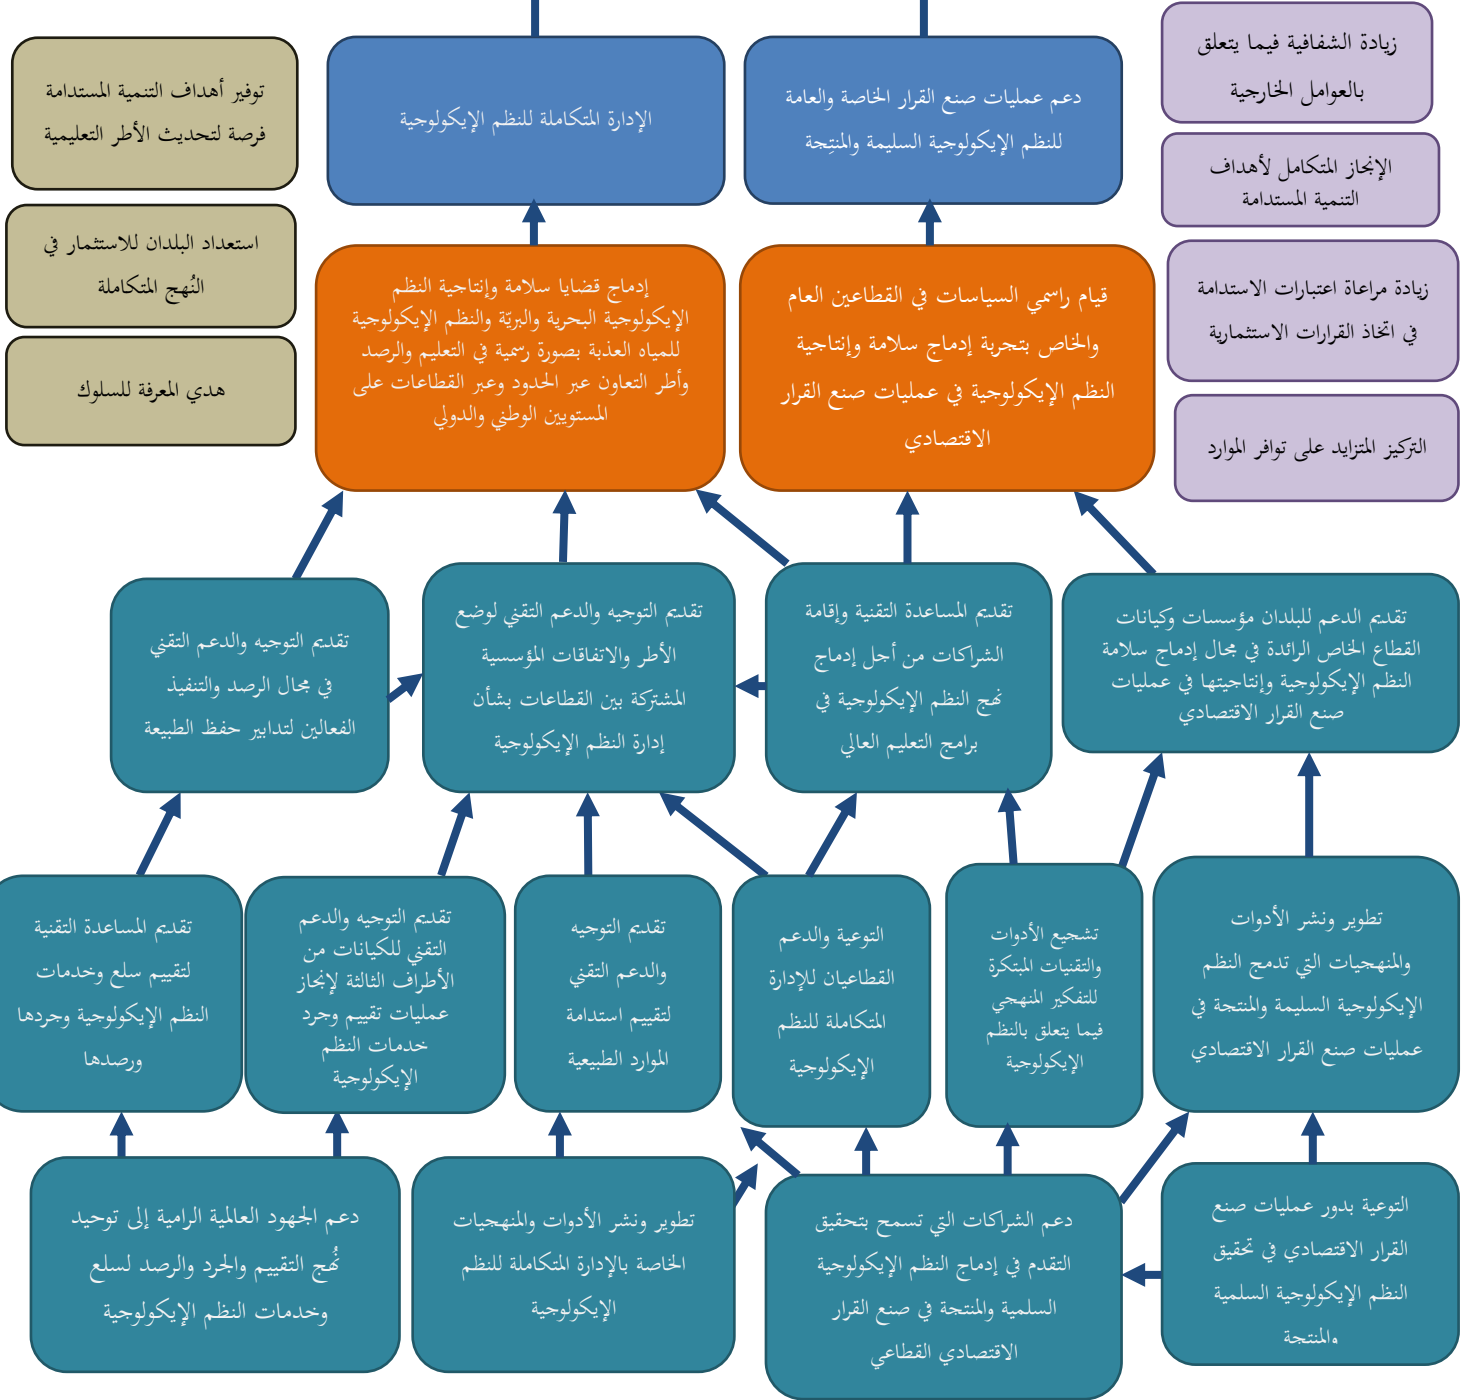 زيادة الشفافية فيما يتعلق
بالعوامل الخارجية
الإنجاز المتكامل لأهداف
التنمية المستدامة
زيادة مراعاة اعتبارات الاستدامة
في اتخاذ القرارات الاستثمارية
التركيز المتزايد على توافر الموارد
دعم عمليات صنع القرار الخاصة والعامة
للنظم الإيكولوجية السليمة والمنتِجة
الإدارة المتكاملة للنظم الإيكولوجية
توفير أهداف التنمية المستدامة
فرصة لتحديث الأطر التعليمية
استعداد البلدان للاستثمار في
النُهج المتكاملة
هدي المعرفة للسلوك
قيام راسمي السياسات في القطاعين العام
والخاص بتجربة إدماج سلامة وإنتاجية
النظم الإيكولوجية في عمليات صنع القرار
الاقتصادي
إدماج قضايا سلامة وإنتاجية النظم
الإيكولوجية البحرية والبريّة والنظم الإيكولوجية
للمياه العذبة بصورة رسمية في التعليم والرصد
وأطر التعاون عبر الحدود وعبر القطاعات على
المستويين الوطني والدولي
تقديم الدعم للبلدان مؤسسات وكيانات
القطاع الخاص الرائدة في مجال إدماج سلامة
النظم الإيكولوجية وإنتاجيتها في عمليات
صنع القرار الاقتصادي
تقديم المساعدة التقنية وإقامة
الشراكات من أجل إدماج
نهج النظم الإيكولوجية في
برامج التعليم العالي
تقديم التوجيه والدعم التقني لوضع
الأطر والاتفاقات المؤسسية
المشتركة بين القطاعات بشأن
إدارة النظم الإيكولوجية
تقديم التوجيه والدعم التقني
في مجال الرصد والتنفيذ
الفعالين لتدابير حفظ الطبيعة
تطوير ونشر الأدوات
والمنهجيات التي تدمج النظم
الإيكولوجية السليمة والمنتجة في
عمليات صنع القرار الاقتصادي
تشجيع الأدوات
والتقنيات المبتكرة
للتفكير المنهجي
فيما يتعلق بالنظم
الإيكولوجية
التوعية والدعم
القطاعيان للإدارة
المتكاملة للنظم
الإيكولوجية
تقديم التوجيه
والدعم التقني
لتقييم استدامة
الموارد الطبيعية
تقديم التوجيه والدعم
التقني للكيانات من
الأطراف الثالثة لإنجاز
عمليات تقييم وجرد
خدمات النظم
الإيكولوجية
تقديم المساعدة التقنية
لتقييم سلع وخدمات
النظم الإيكولوجية وجردها
ورصدها
التوعية بدور عمليات صنع
القرار الاقتصادي في تحقيق
النظم الإيكولوجية السلمية
والمنتجة
دعم الشراكات التي تسمح بتحقيق
التقدم في إدماج النظم الإيكولوجية
السلمية والمنتجة في صنع القرار
الاقتصادي القطاعي
تطوير ونشر الأدوات والمنهجيات
الخاصة بالإدارة المتكاملة للنظم
الإيكولوجية
دعم الجهود العالمية الرامية إلى توحيد
نُهج التقييم والجرد والرصد لسلع
وخدمات النظم الإيكولوجية